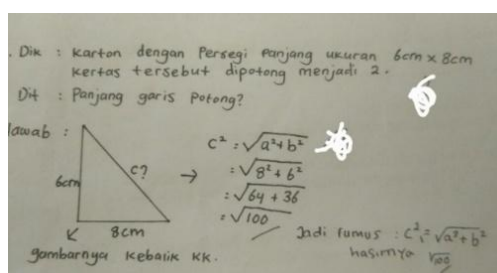 . Dik : Karton dengan Persegi Panjang ukuran 6cm x 8cm
kertas tersebut dipotong menjadi 2.
Dit : Panjang garis Potong?
Jawab :
6cm
c?
→
8cm
C² = √a²+b²
= √8²+6²
= √64 + 36
= √100
Jadi rumus : C² = √a²+b²
hasirnya √100
gambarnya kebalik KK.